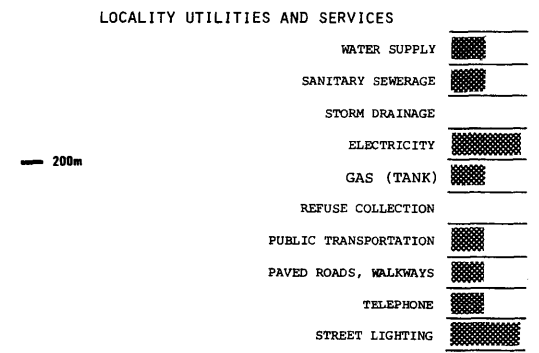 LOCALITY UTILITIES AND SERVICES
WATER SUPPLY
SANITARY SEWERAGE
STORM DRAINAGE
ELECTRICITY
200m
GAS (TANK)
REFUSE COLLECTION
PUBLIC TRANSPORTATION
PAVED ROADS, WALKWAYS
TELEPHONE
STREET LIGHTING